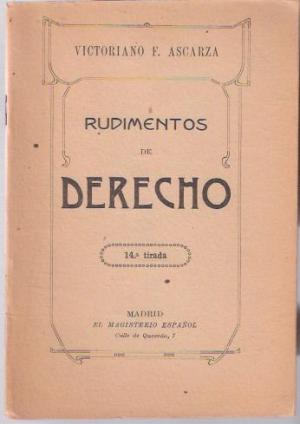 VICTORIANO F. ASCARZA
RUDIMENTOS
DE
DERECHO
14.ª tirada
MADRID
EL MAGISTERIO ESPAÑOL
Calle de Quevedo, 7